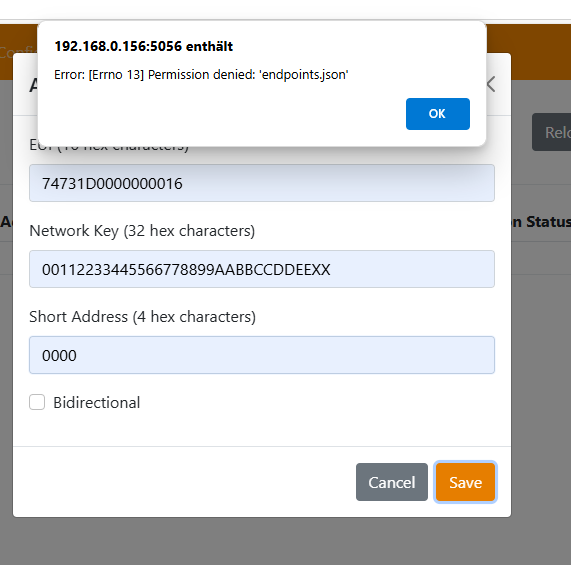 Confi
192.168.0.156:5056 enthält
Error: [Errno 13] Permission denied: 'endpoints.json'
OK
A
Relo
EUI (16 hex characters)
74731D0000000016
A
n Status
Network Key (32 hex characters)
00112233445566778899AABBCCDDEEXX
Short Address (4 hex characters)
0000
Bidirectional
Cancel
Save